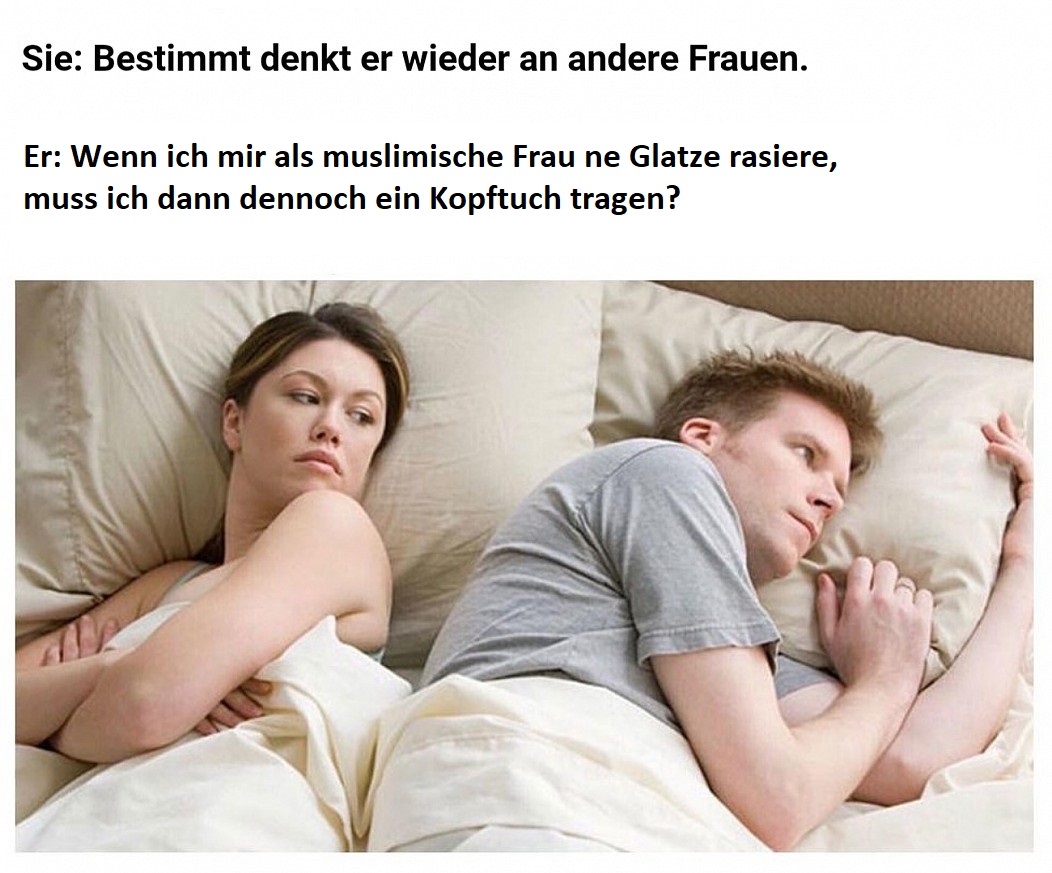 Sie: Bestimmt denkt er wieder an andere Frauen.
Er: Wenn ich mir als muslimische Frau ne Glatze rasiere,
muss ich dann dennoch ein Kopftuch tragen?